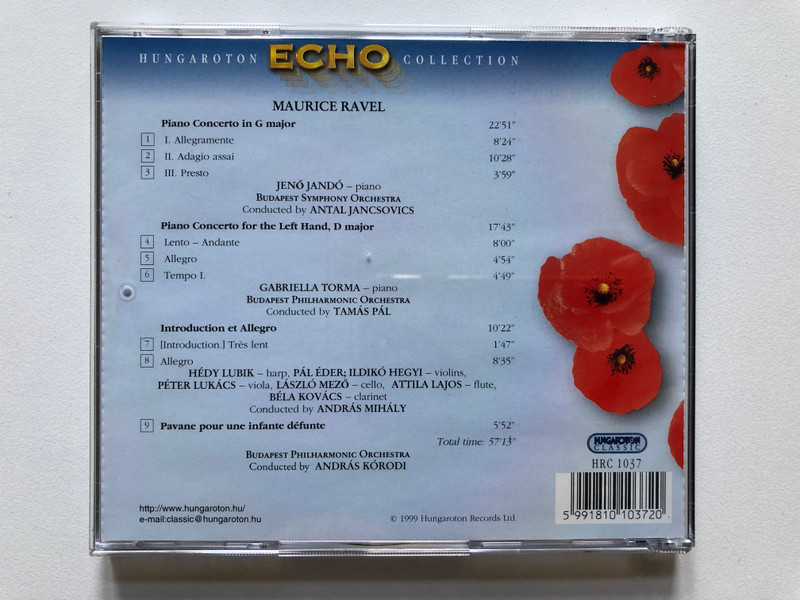 HUNGAROTON ECHO COLLECTION
MAURICE RAVEL
Piano Concerto in G major 22'51"
1 I. Allegramente 8'24"
2 II. Adagio assai 10'28"
3 III. Presto 3'59"
JENŐ JANDÓ – piano
BUDAPEST SYMPHONY ORCHESTRA
Conducted by ANTAL JANCSOVICS
Piano Concerto for the Left Hand, D major 17'43"
4 Lento – Andante 8'00"
5 Allegro 4'54"
6 Tempo I. 4'49"
GABRIELLA TORMA – piano
BUDAPEST PHILHARMONIC ORCHESTRA
Conducted by TAMÁS PÁL
Introduction et Allegro 10'22"
7 [Introduction.] Très lent 1'47"
8 Allegro 8'35"
HÉDY LUBIK – harp, PÁL ÉDER; ILDIKÓ HEGYI – violins,
PÉTER LUKÁCS – viola, LÁSZLÓ MEZŐ – cello, ATTILA LAJOS – flute,
BÉLA KOVÁCS – clarinet
Conducted by ANDRÁS MIHÁLY
9 Pavane pour une infante défunte 5'52"
Total time: 57'13"
BUDAPEST PHILHARMONIC ORCHESTRA
Conducted by ANDRÁS KÓRODI
HUNGAROTON
CLASSIC
HRC 1037
http://www.hungaroton.hu/
e-mail:classic@hungaroton.hu
© 1999 Hungaroton Records Ltd
5 991810 103720